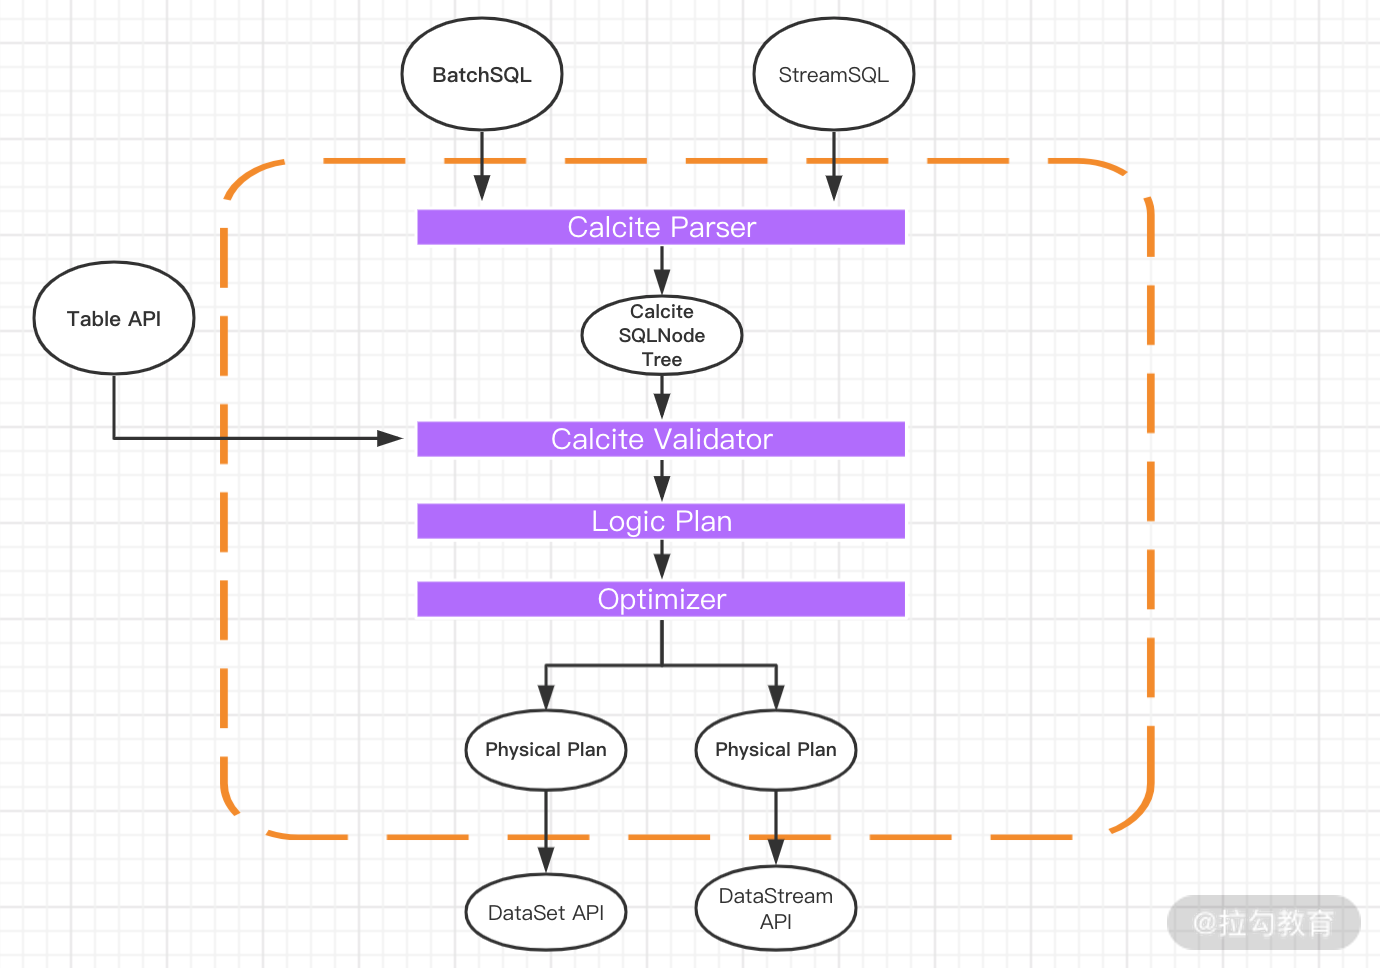 BatchSQL
StreamSQL
Calcite Parser
Table API
Calcite
SQLNode
Tree
Calcite Validator
Logic Plan
Optimizer
Physical Plan
Physical Plan
DataSet API
DataStream
API
@拉勾教育